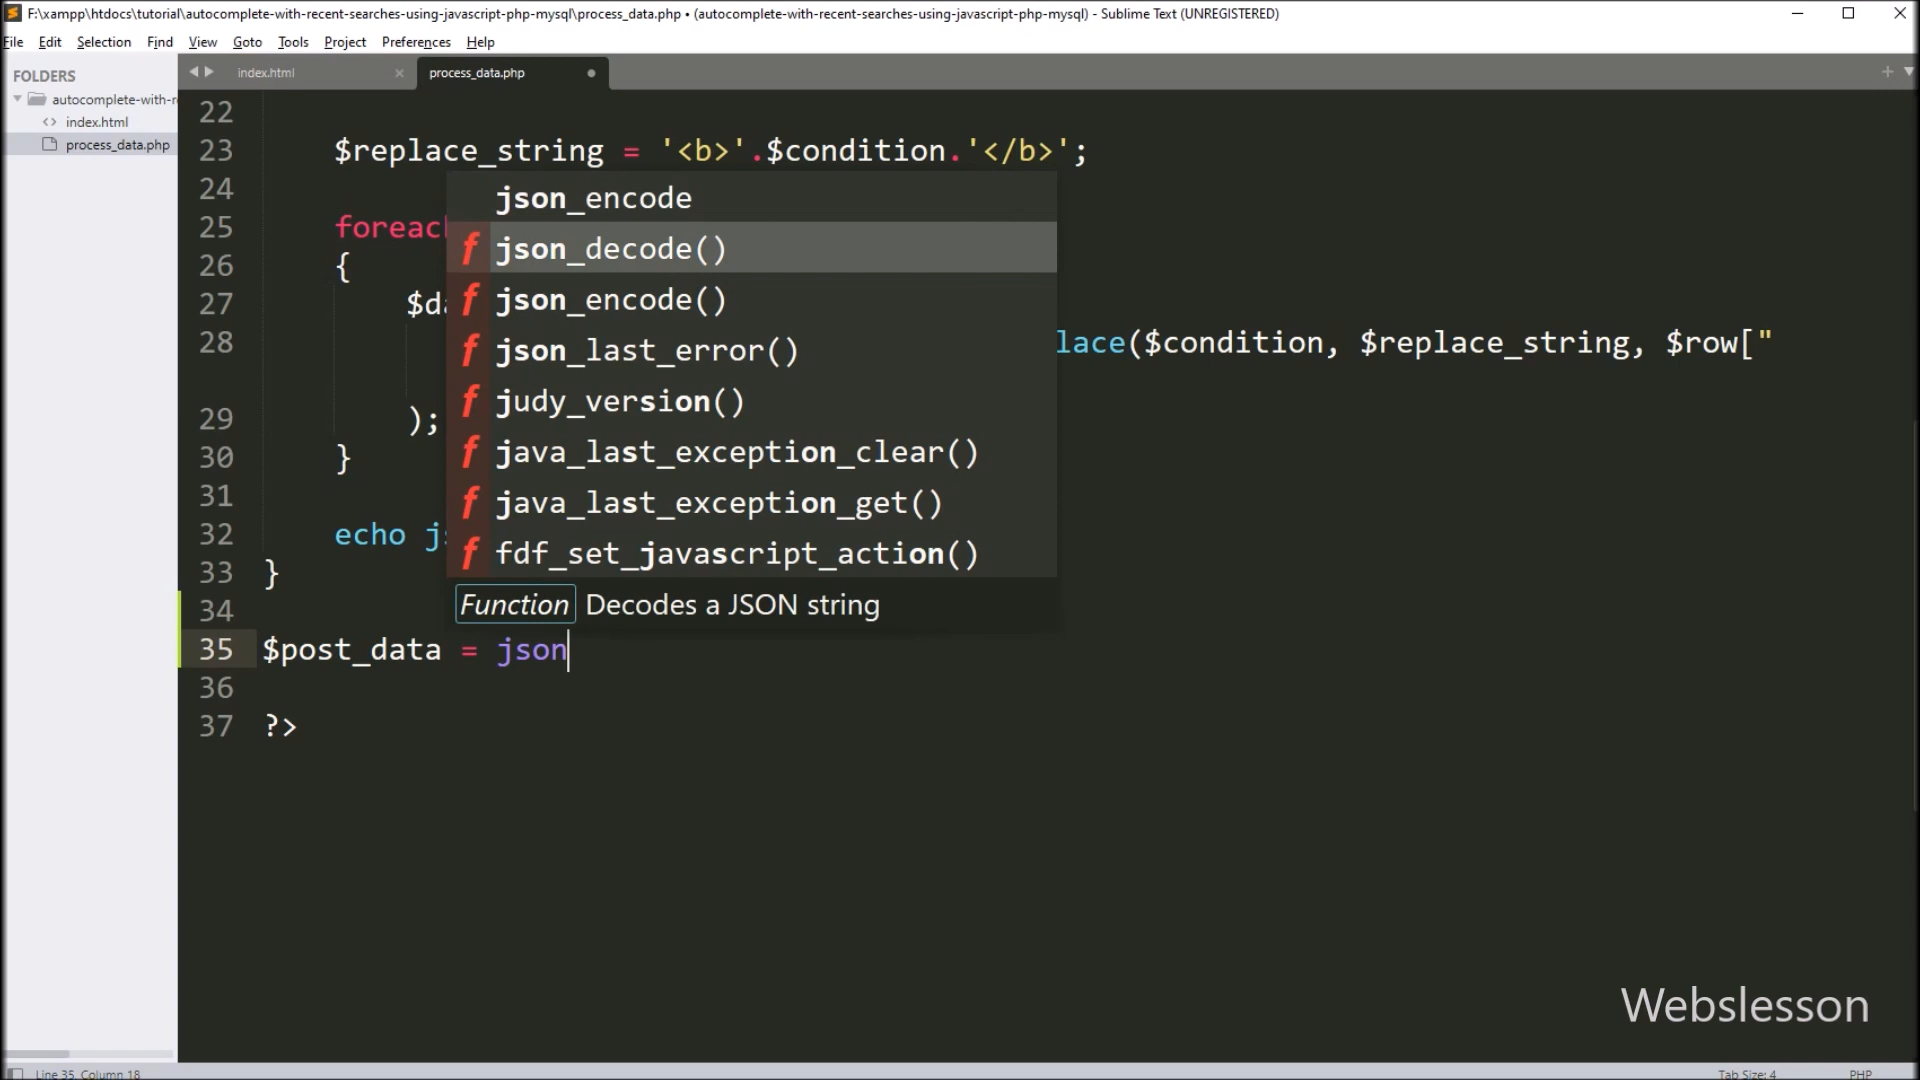 F:\xampp\htdocs\tutorial\autocomplete-with-recent-searches-using-javascript-php-mysql\process_data.php • (autocomplete-with-recent-searches-using-javascript-php-mysql) - Sublime Text (UNREGISTERED)
File Edit Selection Find View Goto Tools Project Preferences Help
FOLDERS
autocomplete-with-r
<> index.html
process_data.php
index.html ×
process_data.php
22
23 $replace_string = '<b>'.$condition.'</b>';
24
25 foreac
26 {
27 $da
28 lace($condition, $replace_string, $row["
29 );
30 }
31
32 echo js
33 }
34
35 $post_data = json
36
37 ?>
json_encode
f json_decode()
f json_encode()
f json_last_error()
f judy_version()
f java_last_exception_clear()
f java_last_exception_get()
f fdf_set_javascript_action()
Function Decodes a JSON string
Webslesson
Line 35, Column 18
Tab Size: 4
PHP